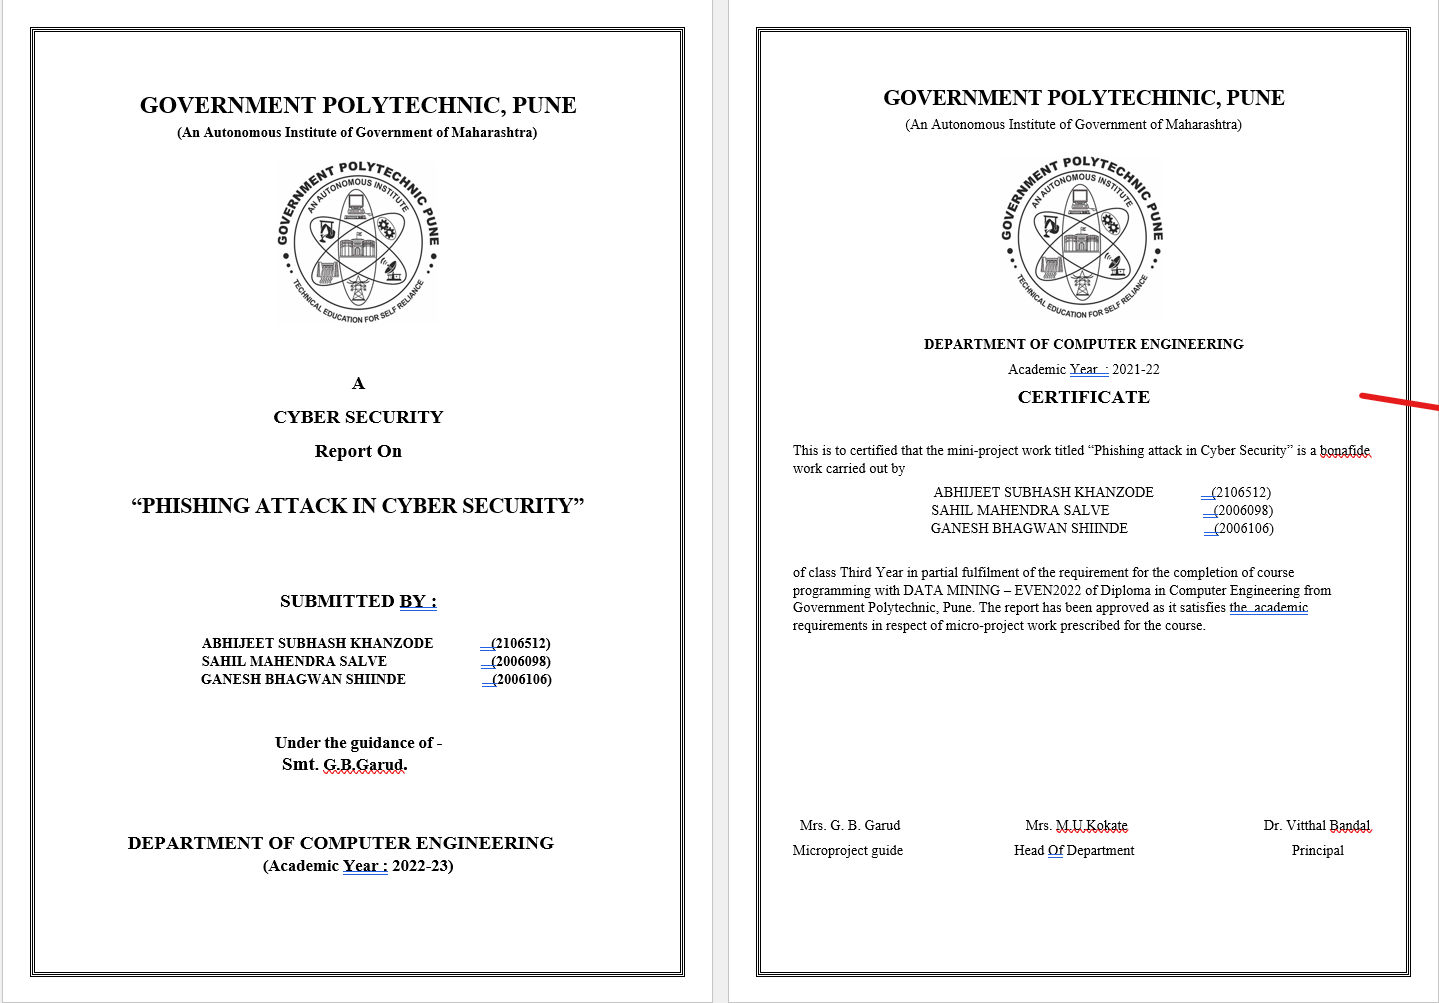 GOVERNMENT POLYTECHNIC, PUNE
(An Autonomous Institute of Government of Maharashtra)
GOVERNMENT POLYTECHNIC PUNE
AN AUTONOMOUS INSTITUTE
TECHNICAL EDUCATION FOR SELF RELIANCE
A
CYBER SECURITY
Report On
“PHISHING ATTACK IN CYBER SECURITY”
SUBMITTED BY :
ABHIJEET SUBHASH KHANZODE (2106512)
SAHIL MAHENDRA SALVE (2006098)
GANESH BHAGWAN SHIINDE (2006106)
Under the guidance of -
Smt. G.B.Garud.
DEPARTMENT OF COMPUTER ENGINEERING
(Academic Year : 2022-23)
GOVERNMENT POLYTECHINIC, PUNE
(An Autonomous Institute of Government of Maharashtra)
GOVERNMENT POLYTECHNIC PUNE
AN AUTONOMOUS INSTITUTE
TECHNICAL EDUCATION FOR SELF RELIANCE
DEPARTMENT OF COMPUTER ENGINEERING
Academic Year : 2021-22
CERTIFICATE
This is to certified that the mini-project work titled “Phishing attack in Cyber Security” is a bonafide
work carried out by
ABHIJEET SUBHASH KHANZODE (2106512)
SAHIL MAHENDRA SALVE (2006098)
GANESH BHAGWAN SHIINDE (2006106)
of class Third Year in partial fulfilment of the requirement for the completion of course
programming with DATA MINING – EVEN2022 of Diploma in Computer Engineering from
Government Polytechnic, Pune. The report has been approved as it satisfies the academic
requirements in respect of micro-project work prescribed for the course.
Mrs. G. B. Garud Mrs. M.U.Kokate Dr. Vitthal Bandal
Microproject guide Head Of Department Principal